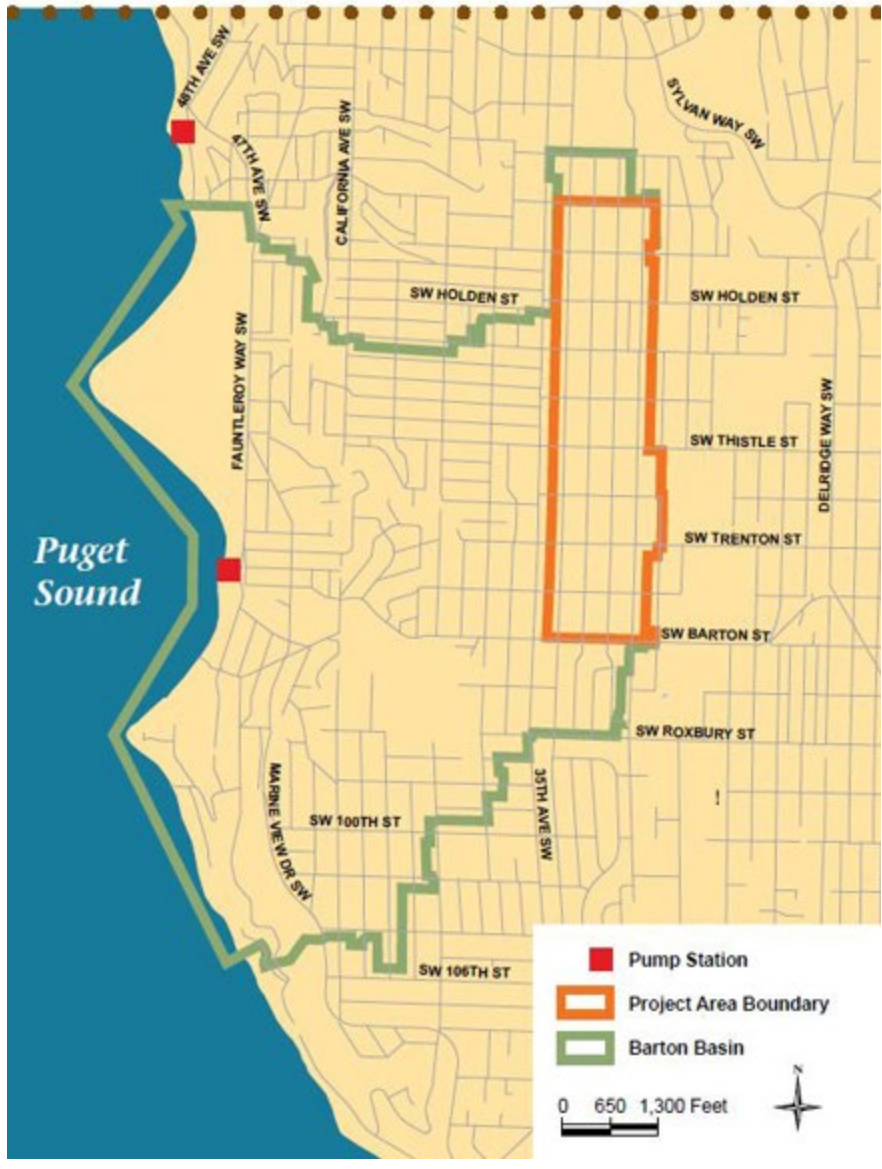 48TH AVE SW
47TH AVE SW
CALIFORNIA AVE SW
SYLVAN WAY SW
SW HOLDEN ST
SW HOLDEN ST
FAUNTLEROY WAY SW
SW THISTLE ST
DELRIDGE WAY SW
SW TRENTON ST
Puget
Sound
SW BARTON ST
SW ROXBURY ST
MARINE VIEW DR SW
35TH AVE SW
SW 100TH ST
SW 106TH ST
Pump Station
Project Area Boundary
Barton Basin
N
0 650 1,300 Feet